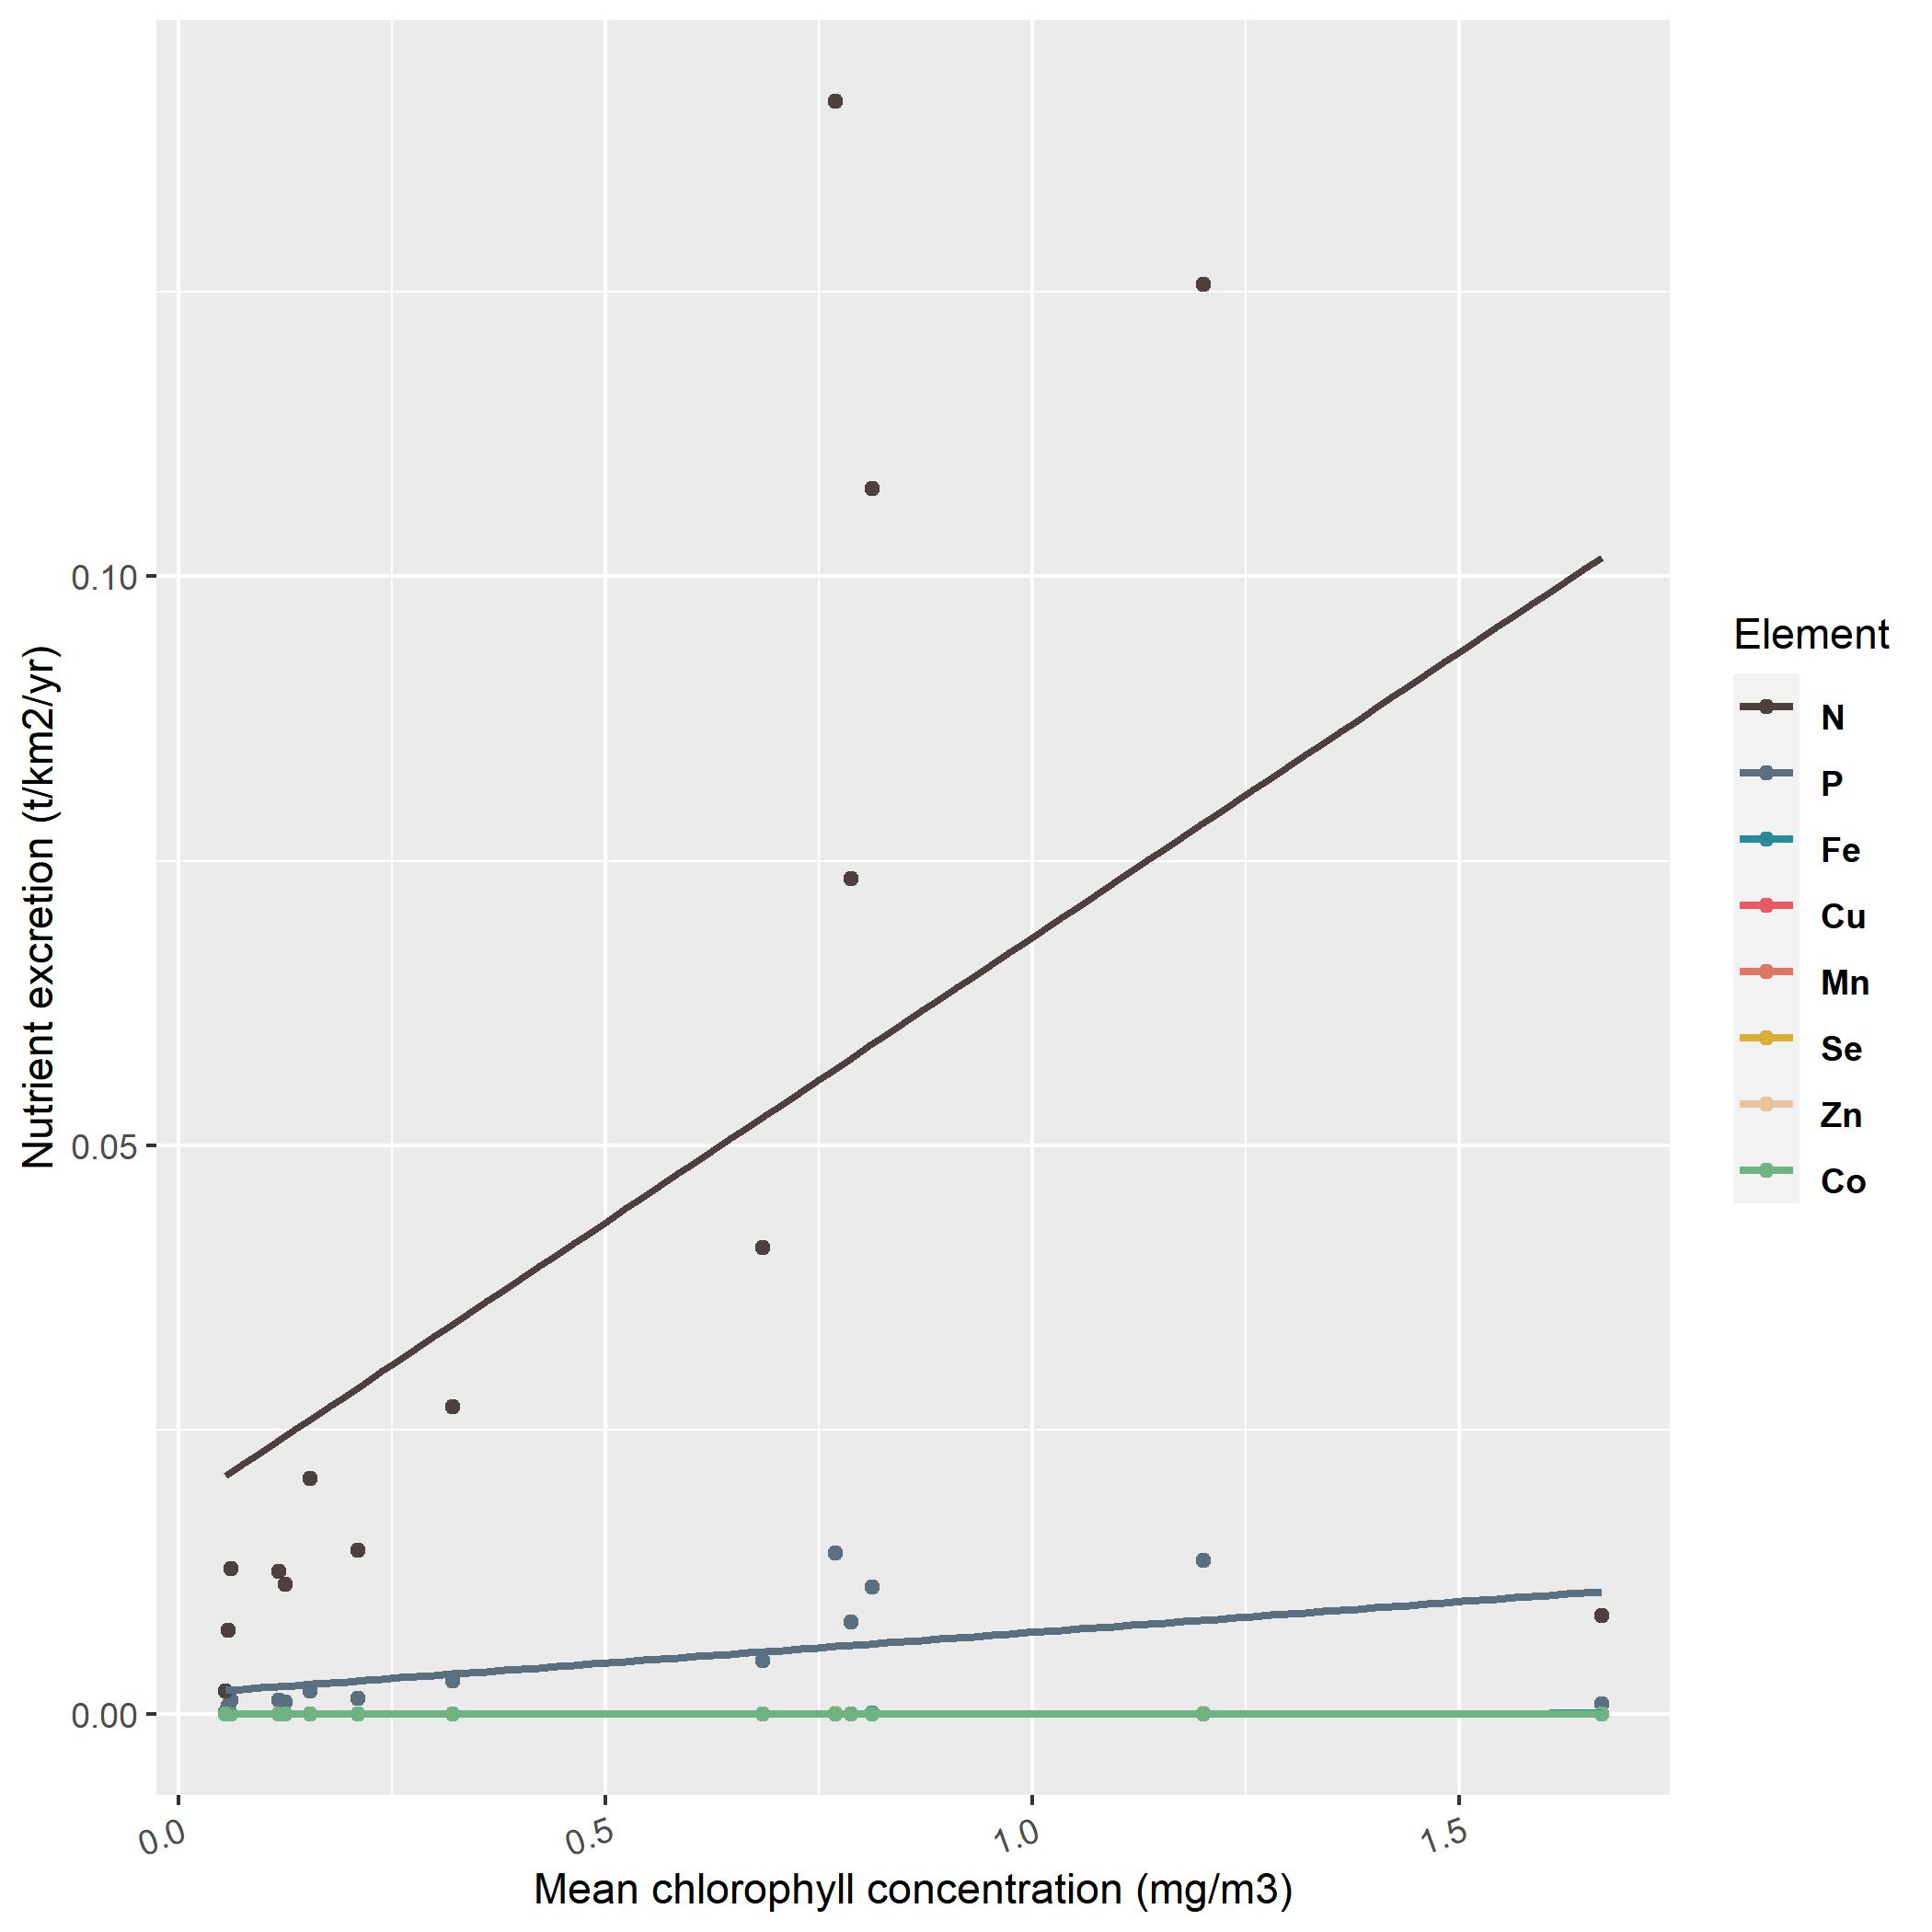 Nutrient excretion (t/km2/yr)
0.10
0.05
0.00
0.0
0.5
1.0
1.5
Mean chlorophyll concentration (mg/m3)
Element
N
P
Fe
Cu
Mn
Se
Zn
Co